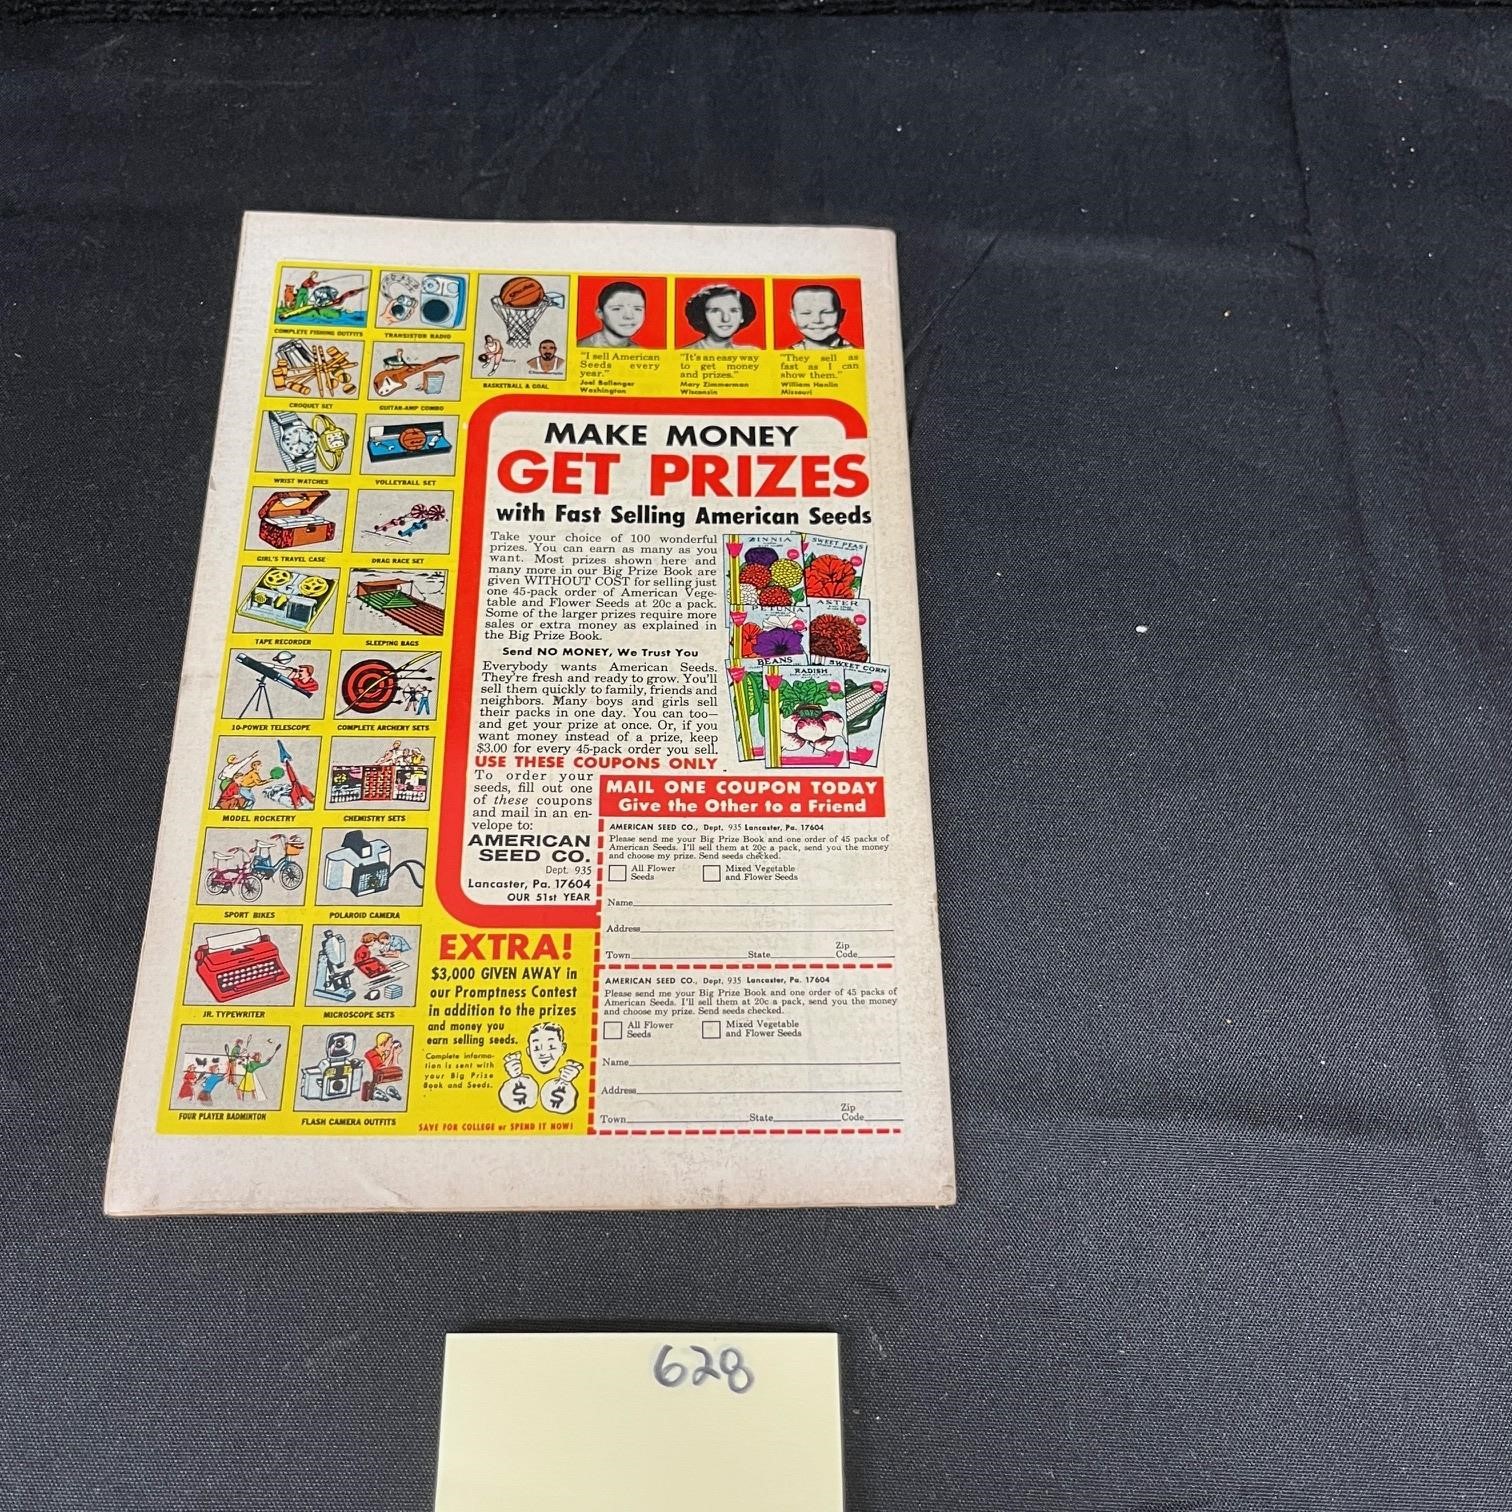 COMPLETE FISHING OUTFITS
TRANSISTOR RADIO
BASKETBALL & GOAL
CROQUET SET
GUITAR-AMP COMBO
WRIST WATCHES
VOLLEYBALL SET
GIRL'S TRAVEL CASE
DRAG RACE SET
TAPE RECORDER
SLEEPING BAGS
10-POWER TELESCOPE
COMPLETE ARCHERY SETS
MODEL ROCKETRY
CHEMISTRY SETS
SPORT BIKES
POLAROID CAMERA
JR. TYPEWRITER
MICROSCOPE SETS
FOUR PLAYER BADMINTON
FLASH CAMERA OUTFITS
"I sell American
Seeds every
year."
Joel Ballenger
Washington
"It's an easy way
to get money
and prizes."
Mary Zimmerman
Wisconsin
"They sell as
fast as I can
show them."
William Hanlin
Missouri
MAKE MONEY
GET PRIZES
with Fast Selling American Seeds
Take your choice of 100 wonderful
prizes. You can earn as many as you
want. Most prizes shown here and
many more in our Big Prize Book are
given WITHOUT COST for selling just
one 45-pack order of American Vege-
table and Flower Seeds at 20c a pack.
Some of the larger prizes require more
sales or extra money as explained in
the Big Prize Book.
Send NO MONEY, We Trust You
Everybody wants American Seeds.
They're fresh and ready to grow. You'll
sell them quickly to family, friends and
neighbors. Many boys and girls sell
their packs in one day. You can too—
and get your prize at once. Or, if you
want money instead of a prize, keep
$3.00 for every 45-pack order you sell.
USE THESE COUPONS ONLY
To order your
seeds, fill out one
of these coupons
and mail in an en-
velope to:
AMERICAN
SEED CO.
Dept. 935
Lancaster, Pa. 17604
OUR 51st YEAR
ZINNIA
SWEET PEAS
PETUNIA
ASTER
BEANS
RADISH
SWEET CORN
MAIL ONE COUPON TODAY
Give the Other to a Friend
AMERICAN SEED CO., Dept. 935 Lancaster, Pa. 17604
Please send me your Big Prize Book and one order of 45 packs of
American Seeds. I'll sell them at 20c a pack, send you the money
and choose my prize. Send seeds checked.
All Flower
Seeds
Mixed Vegetable
and Flower Seeds
Name
Address
Town State Zip
Code
AMERICAN SEED CO., Dept. 935 Lancaster, Pa. 17604
Please send me your Big Prize Book and one order of 45 packs of
American Seeds. I'll sell them at 20c a pack, send you the money
and choose my prize. Send seeds checked.
All Flower
Seeds
Mixed Vegetable
and Flower Seeds
Name
Address
Town State Zip
Code
EXTRA!
$3,000 GIVEN AWAY in
our Promptness Contest
in addition to the prizes
and money you
earn selling seeds.
Complete informa-
tion is sent with
your Big Prize
Book and Seeds.
$ $
SAVE FOR COLLEGE or SPEND IT NOW!
628